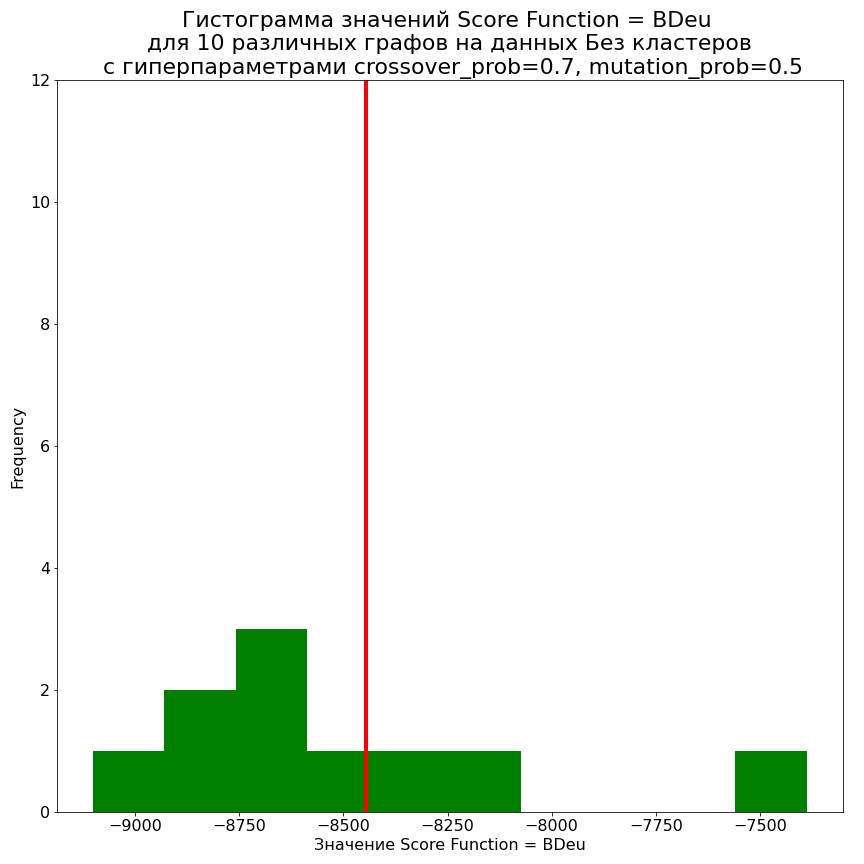 Гистограмма значений Score Function = BDeu
для 10 различных графов на данных Без кластеров
с гиперпараметрами crossover_prob=0.7, mutation_prob=0.5
12
10
8
6
4
2
0
Frequency
−9000 −8750 −8500 −8250 −8000 −7750 −7500
Значение Score Function = BDeu